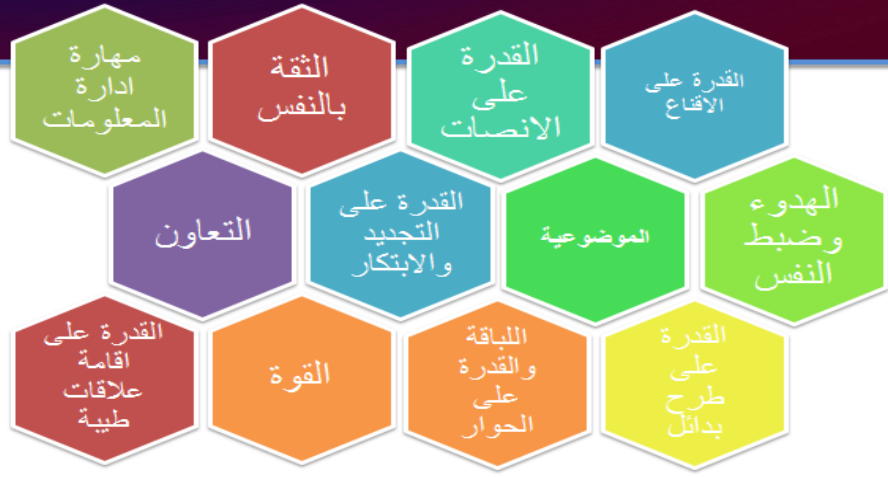 القدرة على
الاقناع
القدرة
على
الانصات
الثقة
بالنفس
مهارة
ادارة
المعلومات
الهدوء
وضبط
النفس
الموضوعية
القدرة على
التجديد
والابتكار
التعاون
القدرة
على
طرح
بدائل
اللباقة
والقدرة
على
الحوار
القوة
القدرة على
اقامة
علاقات
طيبة